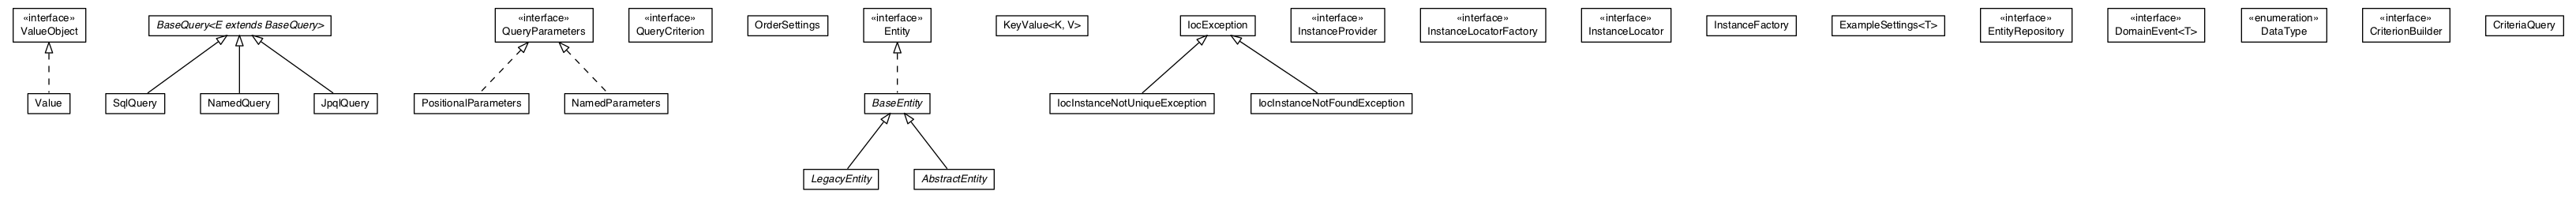 «interface»
ValueObject
BaseQuery<E extends BaseQuery>
«interface»
QueryParameters
«interface»
QueryCriterion
OrderSettings
«interface»
Entity
KeyValue<K, V>
IocException
«interface»
InstanceProvider
«interface»
InstanceLocatorFactory
«interface»
InstanceLocator
InstanceFactory
ExampleSettings<T>
«interface»
EntityRepository
«interface»
DomainEvent<T>
«enumeration»
DataType
«interface»
CriterionBuilder
CriteriaQuery
Value
SqlQuery
NamedQuery
JpqlQuery
PositionalParameters
NamedParameters
BaseEntity
IocInstanceNotUniqueException
IocInstanceNotFoundException
LegacyEntity
AbstractEntity